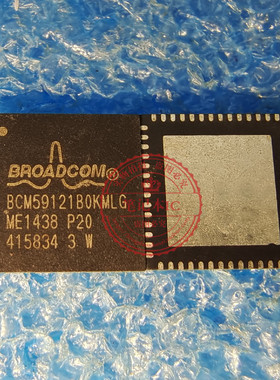 BROADCOM®
BCM59121B0KMLG
ME1438 P20
415834 3 W